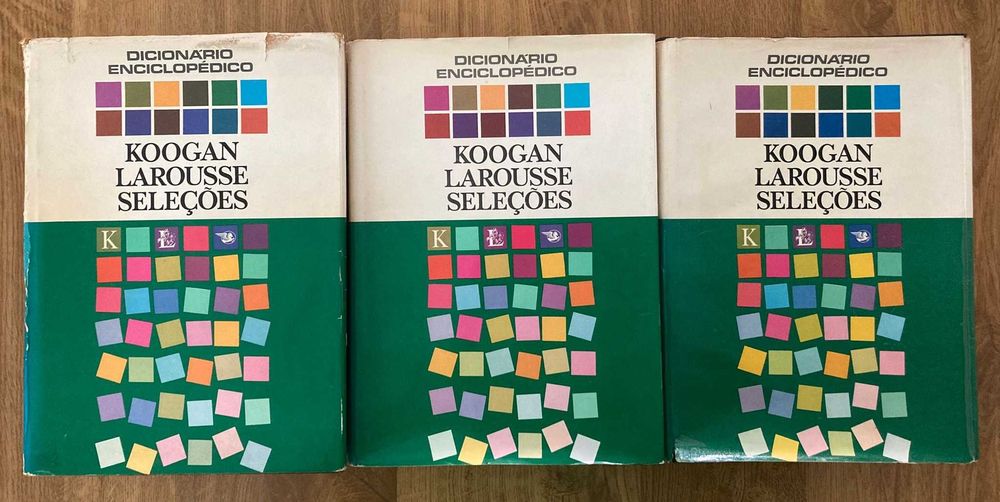 DICIONÁRIO
ENCICLOPÉDICO
KOOGAN
LAROUSSE
SELEÇÕES
K
DICIONÁRIO
ENCICLOPÉDICO
KOOGAN
LAROUSSE
SELEÇÕES
K
DICIONÁRIO
ENCICLOPÉDICO
KOOGAN
LAROUSSE
SELEÇÕES
K